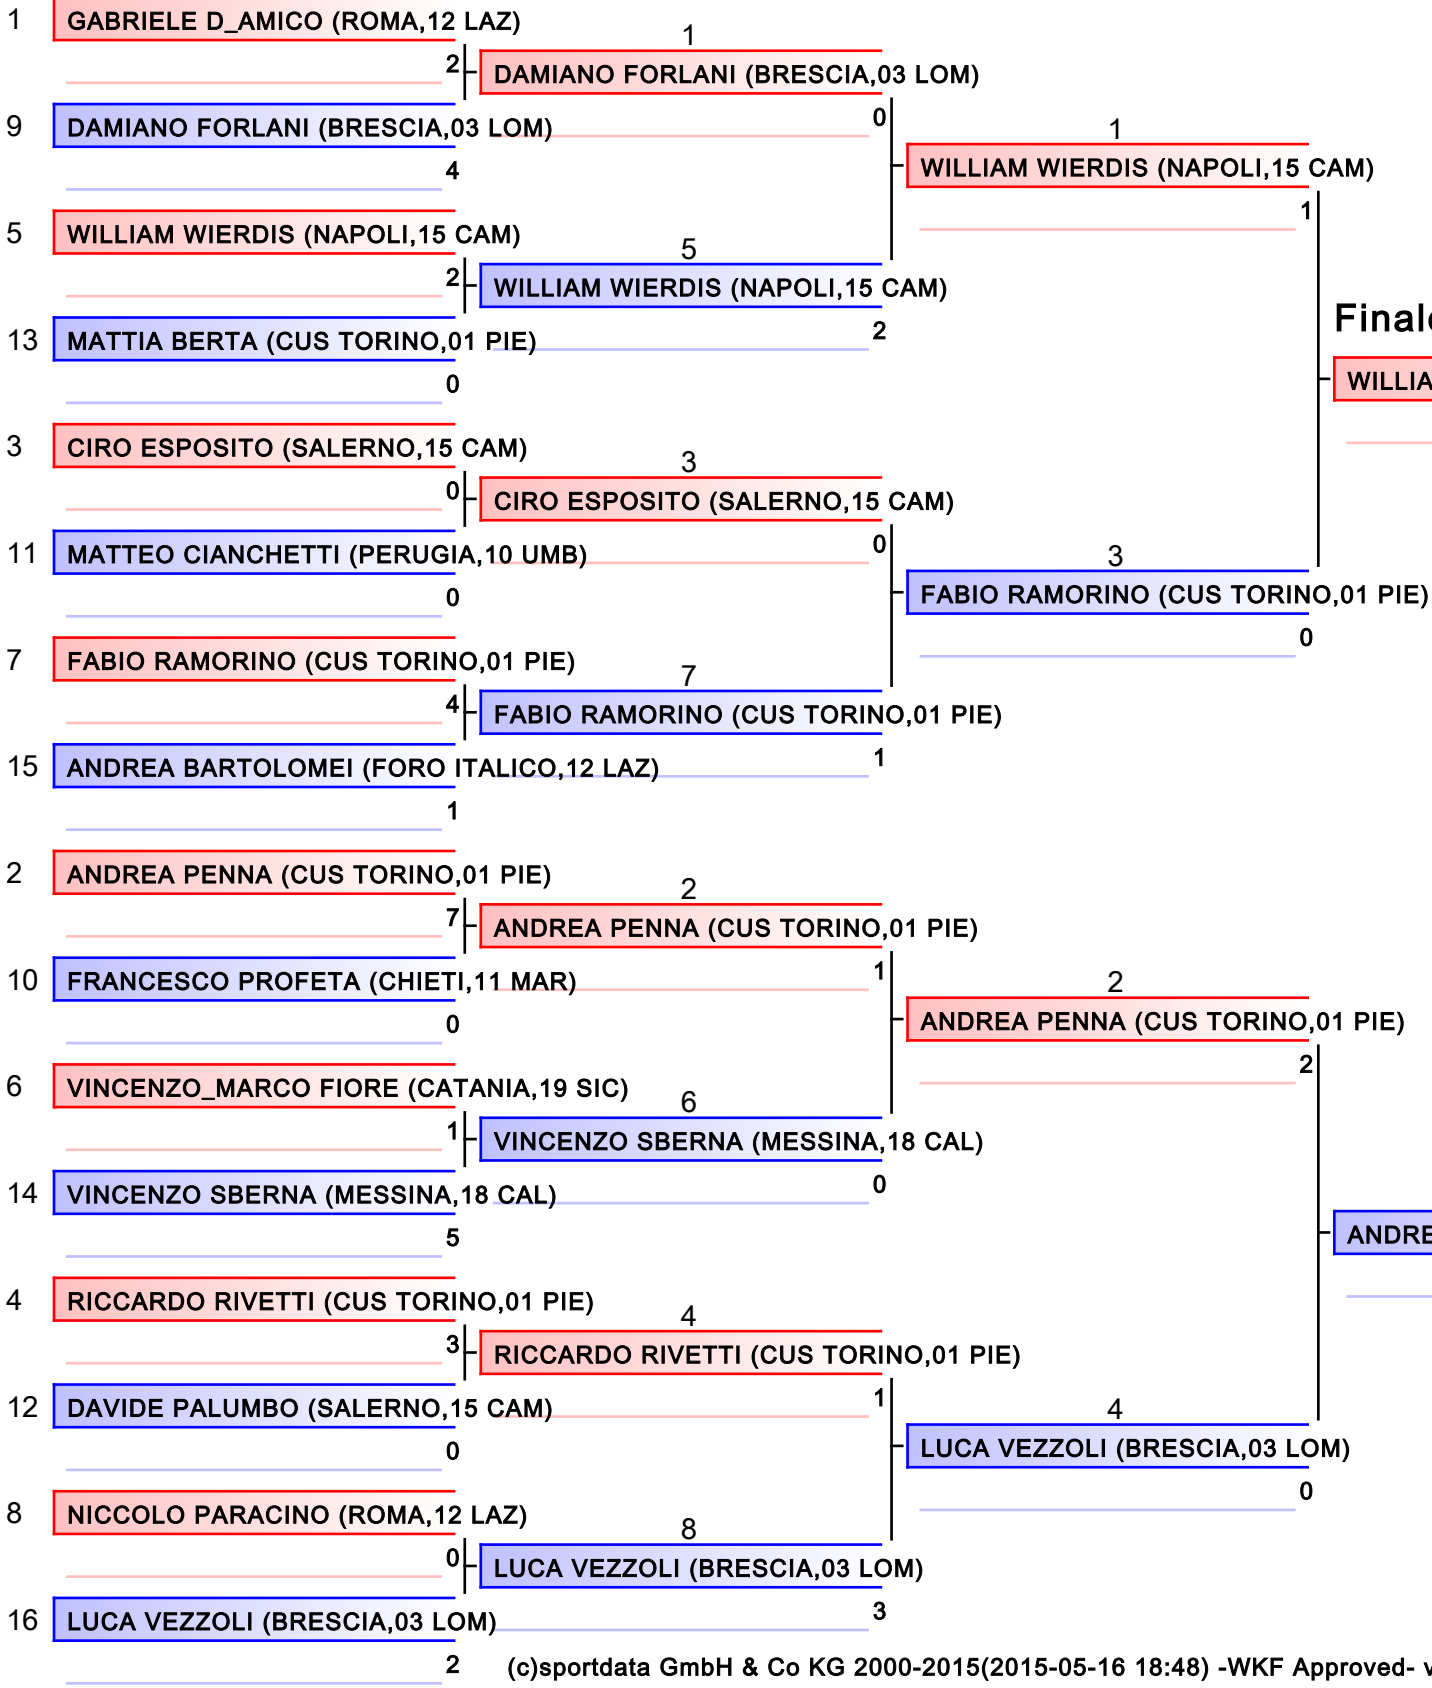 1 GABRIELE D_AMICO (ROMA,12 LAZ)
2
9 DAMIANO FORLANI (BRESCIA,03 LOM)
4
5 WILLIAM WIERDIS (NAPOLI,15 CAM)
2
13 MATTIA BERTA (CUS TORINO,01 PIE)
0
3 CIRO ESPOSITO (SALERNO,15 CAM)
0
11 MATTEO CIANCHETTI (PERUGIA,10 UMB)
0
7 FABIO RAMORINO (CUS TORINO,01 PIE)
4
15 ANDREA BARTOLOMEI (FORO ITALICO,12 LAZ)
1
2 ANDREA PENNA (CUS TORINO,01 PIE)
7
10 FRANCESCO PROFETA (CHIETI,11 MAR)
0
6 VINCENZO_MARCO FIORE (CATANIA,19 SIC)
1
14 VINCENZO SBERNA (MESSINA,18 CAL)
5
4 RICCARDO RIVETTI (CUS TORINO,01 PIE)
3
12 DAVIDE PALUMBO (SALERNO,15 CAM)
0
8 NICCOLO PARACINO (ROMA,12 LAZ)
0
16 LUCA VEZZOLI (BRESCIA,03 LOM)
2
1
DAMIANO FORLANI (BRESCIA,03 LOM)
0
5
WILLIAM WIERDIS (NAPOLI,15 CAM)
2
3
CIRO ESPOSITO (SALERNO,15 CAM)
0
7
FABIO RAMORINO (CUS TORINO,01 PIE)
1
2
ANDREA PENNA (CUS TORINO,01 PIE)
1
6
VINCENZO SBERNA (MESSINA,18 CAL)
0
4
RICCARDO RIVETTI (CUS TORINO,01 PIE)
1
8
LUCA VEZZOLI (BRESCIA,03 LOM)
3
1
WILLIAM WIERDIS (NAPOLI,15 CAM)
1
3
FABIO RAMORINO (CUS TORINO,01 PIE)
0
2
ANDREA PENNA (CUS TORINO,01 PIE)
2
4
LUCA VEZZOLI (BRESCIA,03 LOM)
0
Finale
WILLIA
ANDRE
(c)sportdata GmbH & Co KG 2000-2015(2015-05-16 18:48) -WKF Approved- v